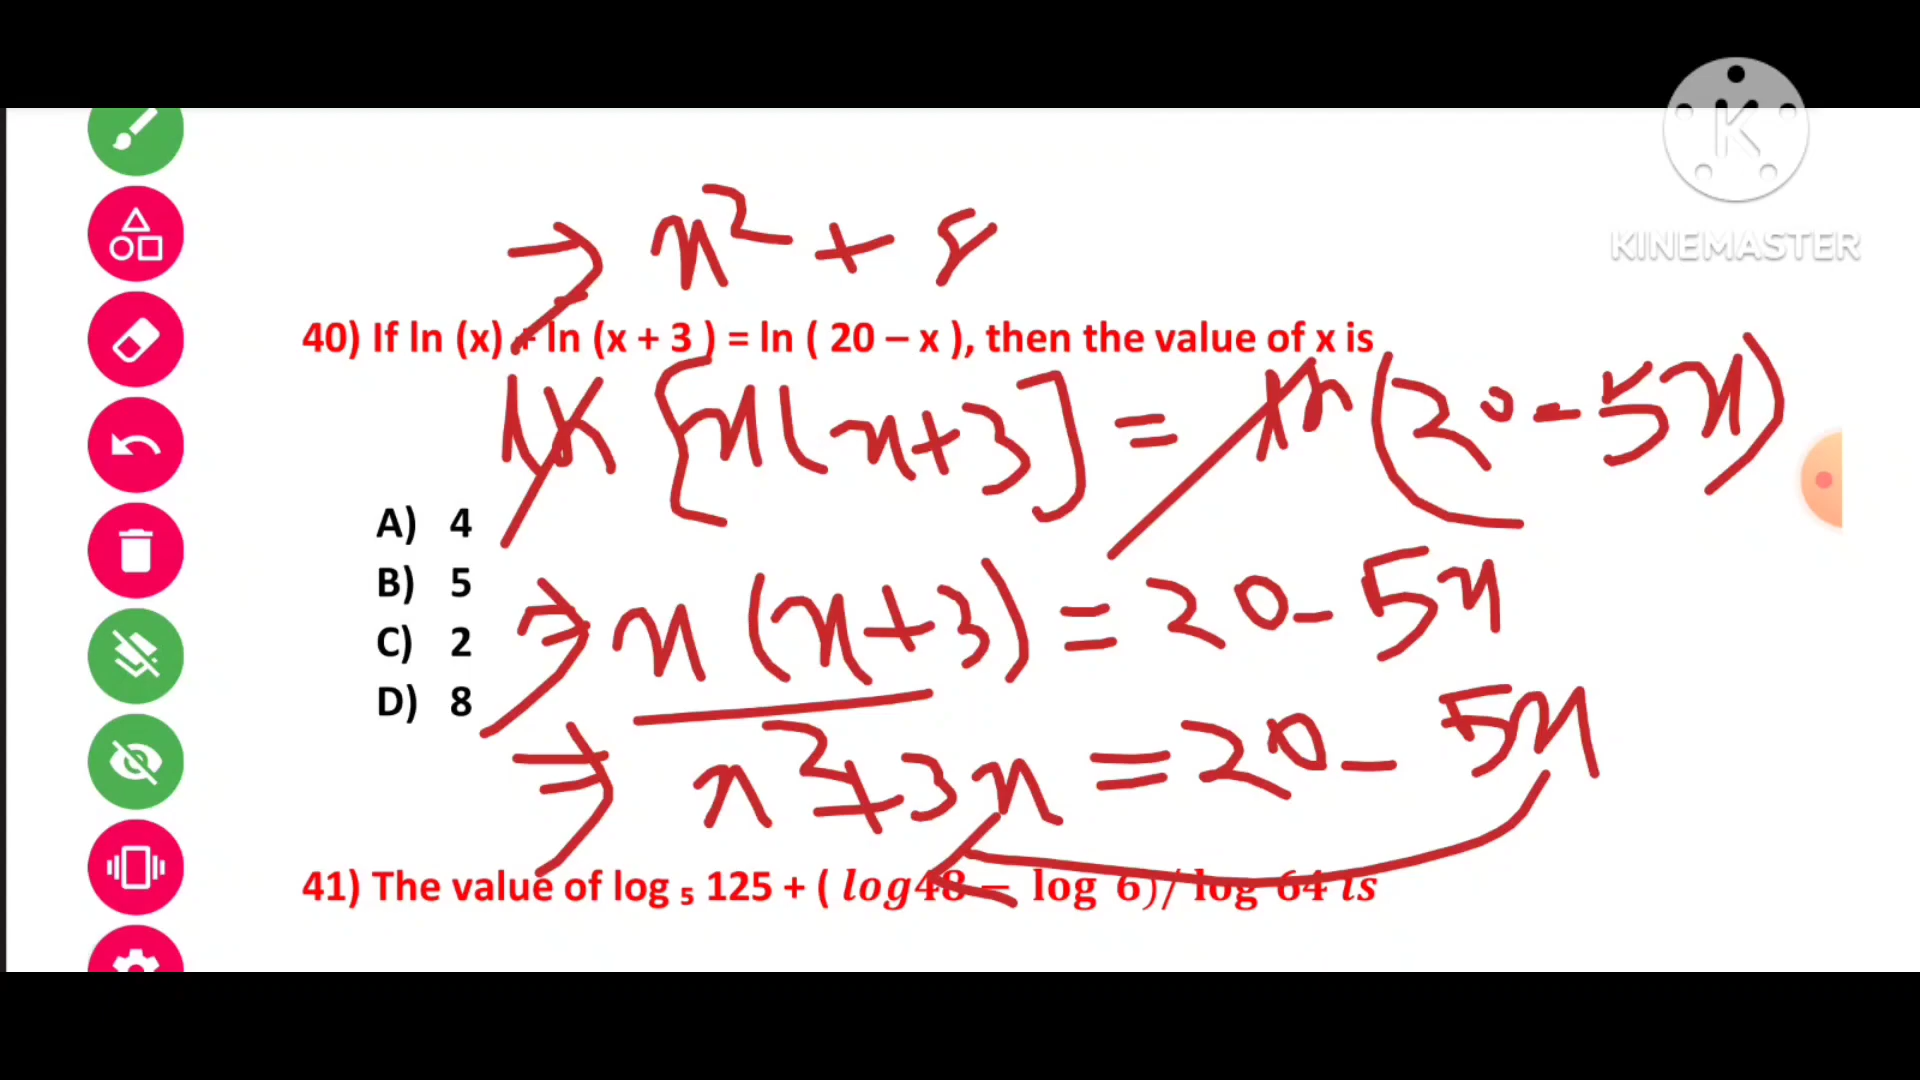 K
KINEMASTER
→ x² + 8
40) If ln (x) + ln (x + 3 ) = ln ( 20 – x ), then the value of x is
ln [x(x+3] = ln (20-5x)
A) 4
B) 5
C) 2
D) 8
⇒ x (x+3) = 20-5x
⇒ x²+3x = 20-5x
41) The value of log ₅ 125 + ( log48 − log 6)/ log 64 is